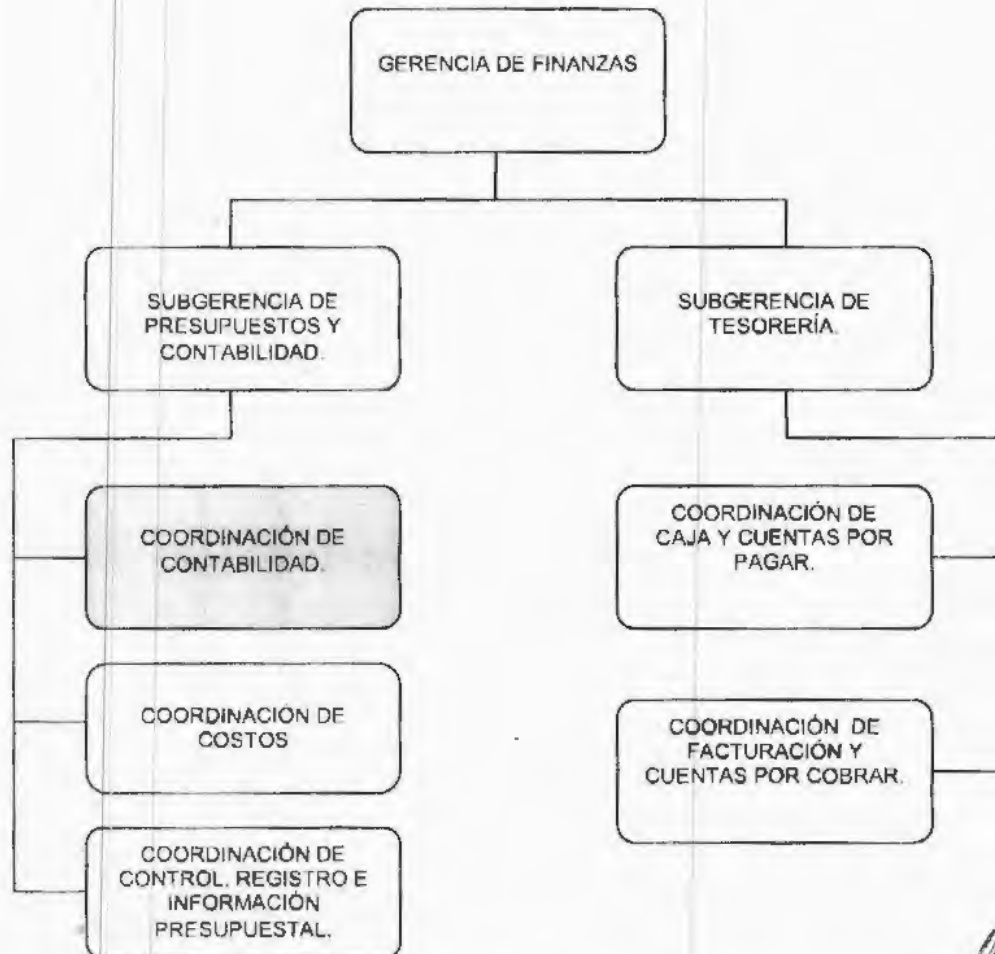 GERENCIA DE FINANZAS
SUBGERENCIA DE
PRESUPUESTOS Y
CONTABILIDAD.
SUBGERENCIA DE
TESORERÍA.
COORDINACIÓN DE
CONTABILIDAD.
COORDINACIÓN DE
CAJA Y CUENTAS POR
PAGAR.
COORDINACIÓN DE
COSTOS
COORDINACIÓN DE
FACTURACIÓN Y
CUENTAS POR COBRAR.
COORDINACIÓN DE
CONTROL, REGISTRO E
INFORMACIÓN
PRESUPUESTAL.